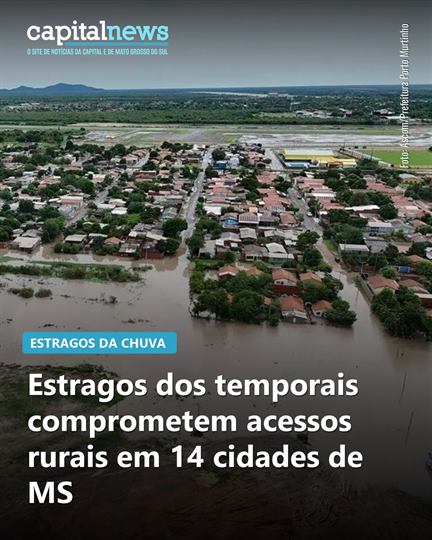 capitalnews
O SITE DE NOTÍCIAS DA CAPITAL E DE MATO GROSSO DO SUL
Foto: Ascom/Prefeitura Porto Murtinho
ESTRAGOS DA CHUVA
Estragos dos temporais
comprometem acessos
rurais em 14 cidades de
MS